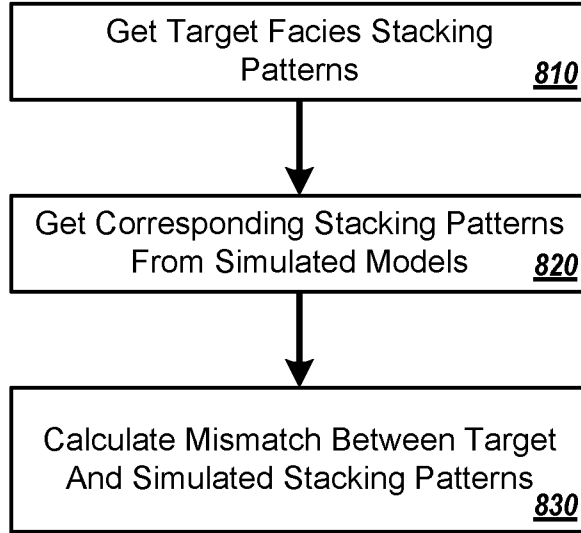 Get Target Facies Stacking
Patterns
810
Get Corresponding Stacking Patterns
From Simulated Models
820
Calculate Mismatch Between Target
And Simulated Stacking Patterns
830